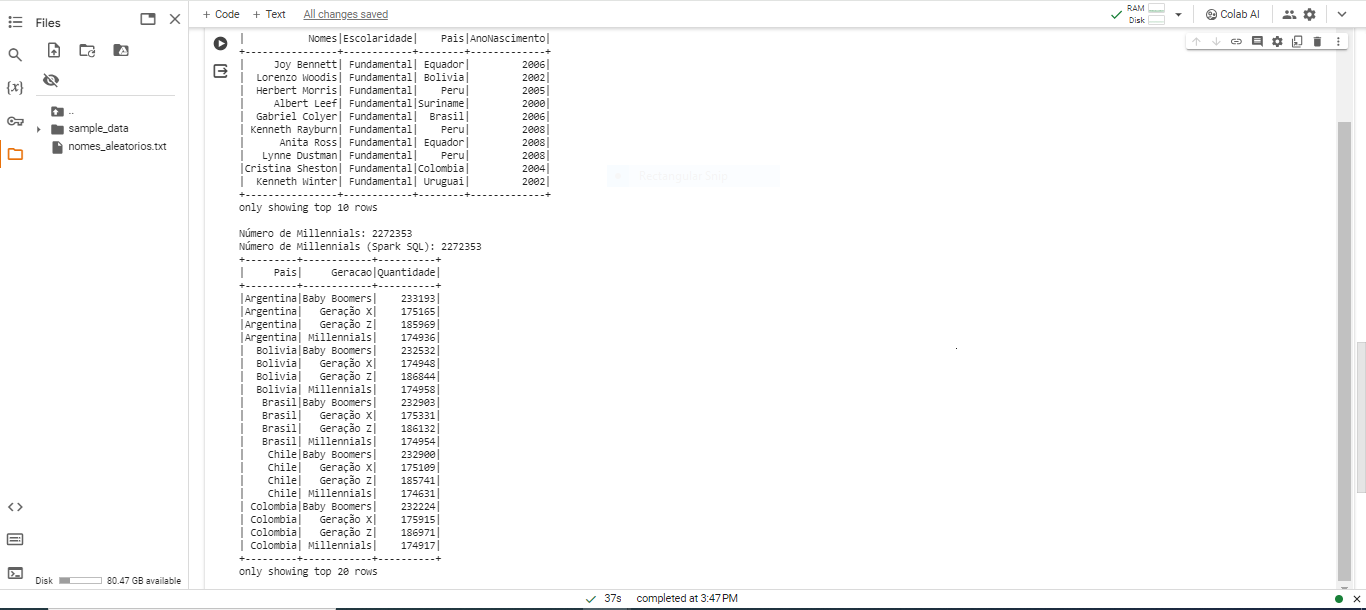 Files
+ Code + Text All changes saved
RAM
Disk
Colab AI
{x}
..
sample_data
nomes_aleatorios.txt
| Nomes|Escolaridade| Pais|AnoNascimento|
+---------------+------------+--------+-------------+
| Joy Bennett| Fundamental| Equador| 2006|
| Lorenzo Woodis| Fundamental| Bolivia| 2002|
| Herbert Morris| Fundamental| Peru| 2005|
| Albert Leef| Fundamental|Suriname| 2000|
| Gabriel Colyer| Fundamental| Brasil| 2006|
| Kenneth Rayburn| Fundamental| Peru| 2008|
| Anita Ross| Fundamental| Equador| 2008|
| Lynne Dustman| Fundamental| Peru| 2008|
|Cristina Sheston| Fundamental|Colombia| 2004|
| Kenneth Winter| Fundamental| Uruguai| 2002|
+---------------+------------+--------+-------------+
only showing top 10 rows
Rectangular Snip
Número de Millennials: 2272353
Número de Millennials (Spark SQL): 2272353
+---------+------------+----------+
| Pais| Geracao|Quantidade|
+---------+------------+----------+
|Argentina|Baby Boomers| 233193|
|Argentina| Geração X| 175165|
|Argentina| Geração Z| 185969|
|Argentina| Millennials| 174936|
| Bolivia|Baby Boomers| 232532|
| Bolivia| Geração X| 174948|
| Bolivia| Geração Z| 186844|
| Bolivia| Millennials| 174958|
| Brasil|Baby Boomers| 232903|
| Brasil| Geração X| 175331|
| Brasil| Geração Z| 186132|
| Brasil| Millennials| 174954|
| Chile|Baby Boomers| 232900|
| Chile| Geração X| 175109|
| Chile| Geração Z| 185741|
| Chile| Millennials| 174631|
| Colombia|Baby Boomers| 232224|
| Colombia| Geração X| 175915|
| Colombia| Geração Z| 186971|
| Colombia| Millennials| 174917|
+---------+------------+----------+
only showing top 20 rows
Disk 80.47 GB available
37s completed at 3:47 PM